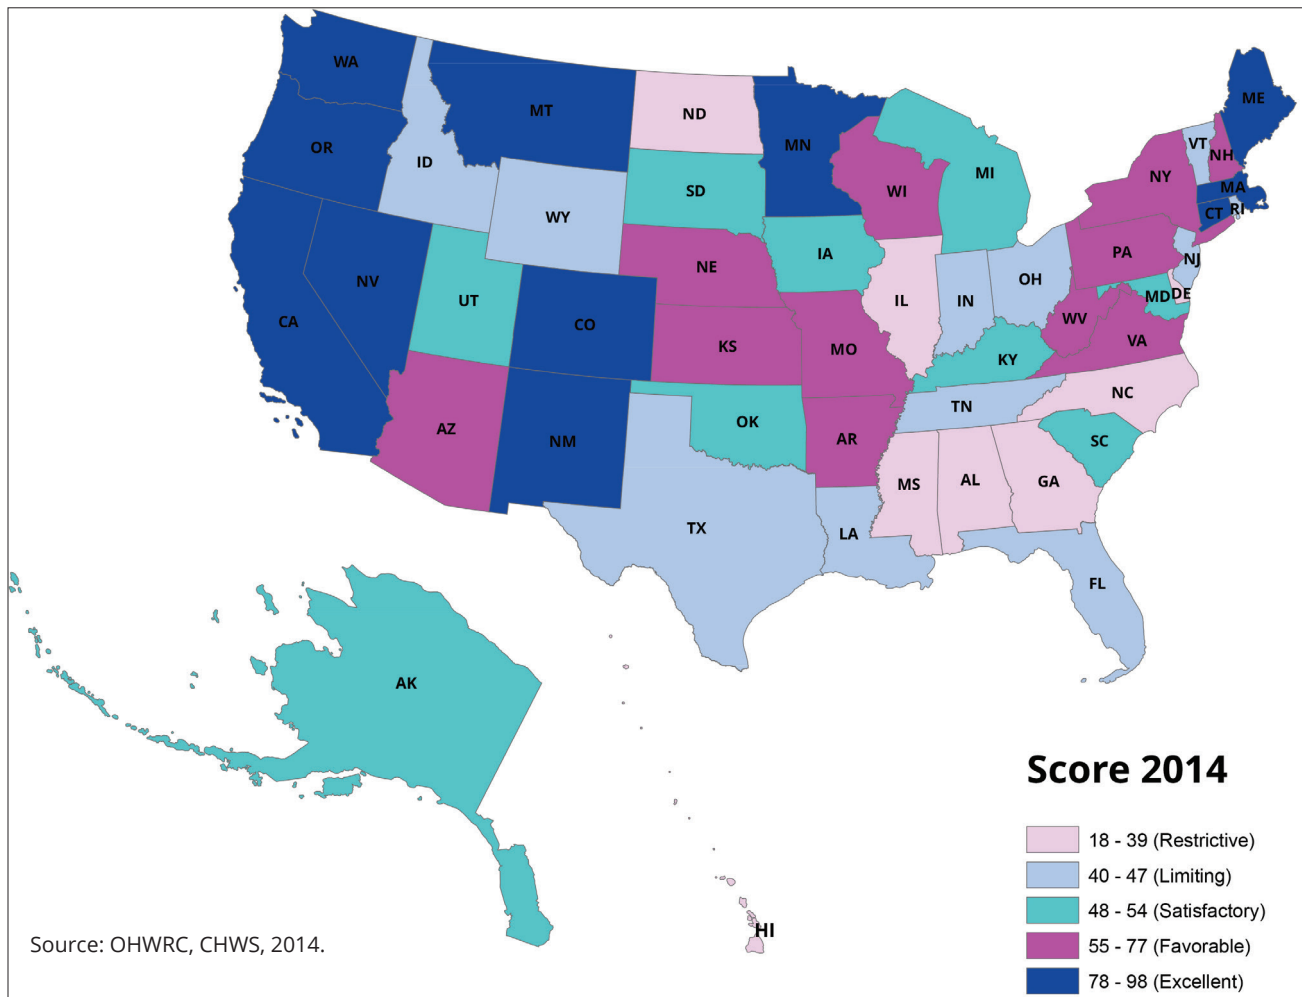 WA
MT
ND
MN
ME
OR
ID
SD
WI
MI
VT
NH
NY
MA
CT
RI
WY
NV
UT
CO
NE
IA
IL
IN
OH
PA
NJ
MD
DE
CA
KS
MO
KY
WV
VA
AZ
NM
OK
AR
TN
NC
SC
TX
LA
MS
AL
GA
FL
AK
HI
Score 2014
18 - 39 (Restrictive)
40 - 47 (Limiting)
48 - 54 (Satisfactory)
55 - 77 (Favorable)
78 - 98 (Excellent)
Source: OHWRC, CHWS, 2014.